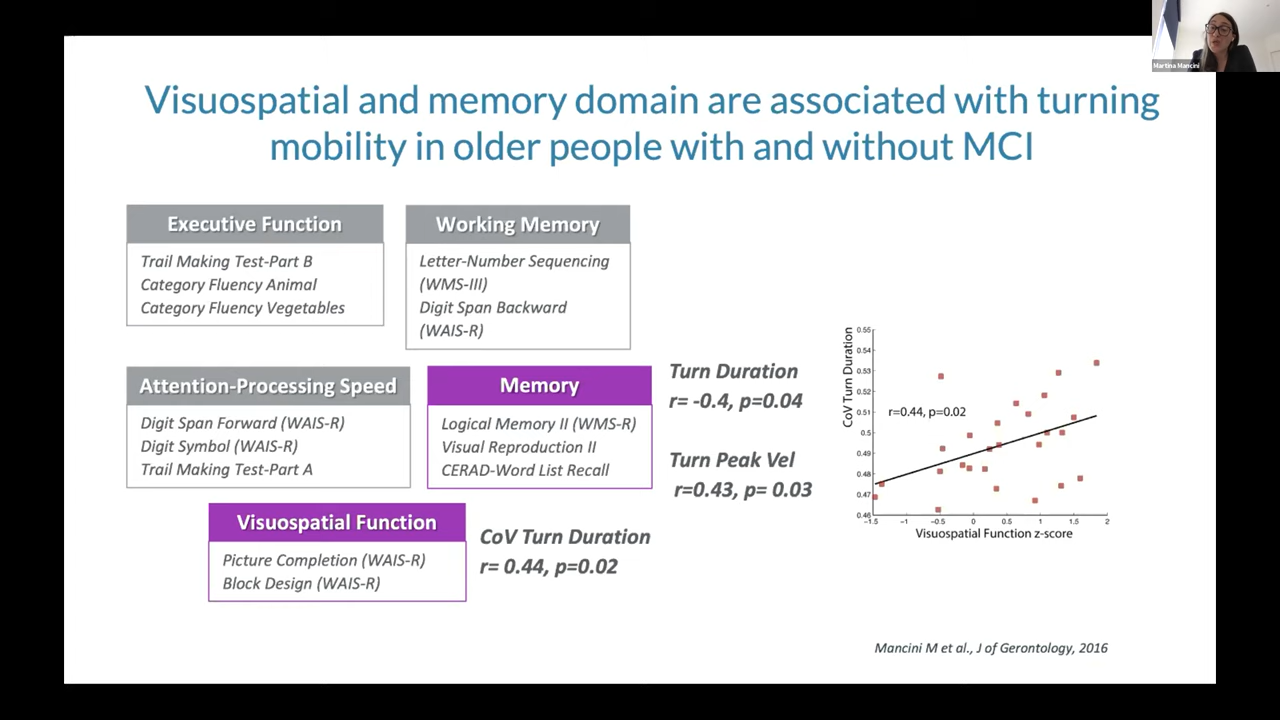 Martina Mancini
Visuospatial and memory domain are associated with turning
mobility in older people with and without MCI
Executive Function
Trail Making Test-Part B
Category Fluency Animal
Category Fluency Vegetables
Working Memory
Letter-Number Sequencing
(WMS-III)
Digit Span Backward
(WAIS-R)
Attention-Processing Speed
Digit Span Forward (WAIS-R)
Digit Symbol (WAIS-R)
Trail Making Test-Part A
Memory
Logical Memory II (WMS-R)
Visual Reproduction II
CERAD-Word List Recall
Turn Duration
r= -0.4, p=0.04
Turn Peak Vel
r=0.43, p= 0.03
Visuospatial Function
Picture Completion (WAIS-R)
Block Design (WAIS-R)
CoV Turn Duration
r= 0.44, p=0.02
CoV Turn Duration
0.55
0.54
0.53
0.52
0.51
0.5
0.49
0.48
0.47
0.46
r=0.44, p=0.02
-1.5 -1 -0.5 0 0.5 1 1.5 2
Visuospatial Function z-score
Mancini M et al., J of Gerontology, 2016